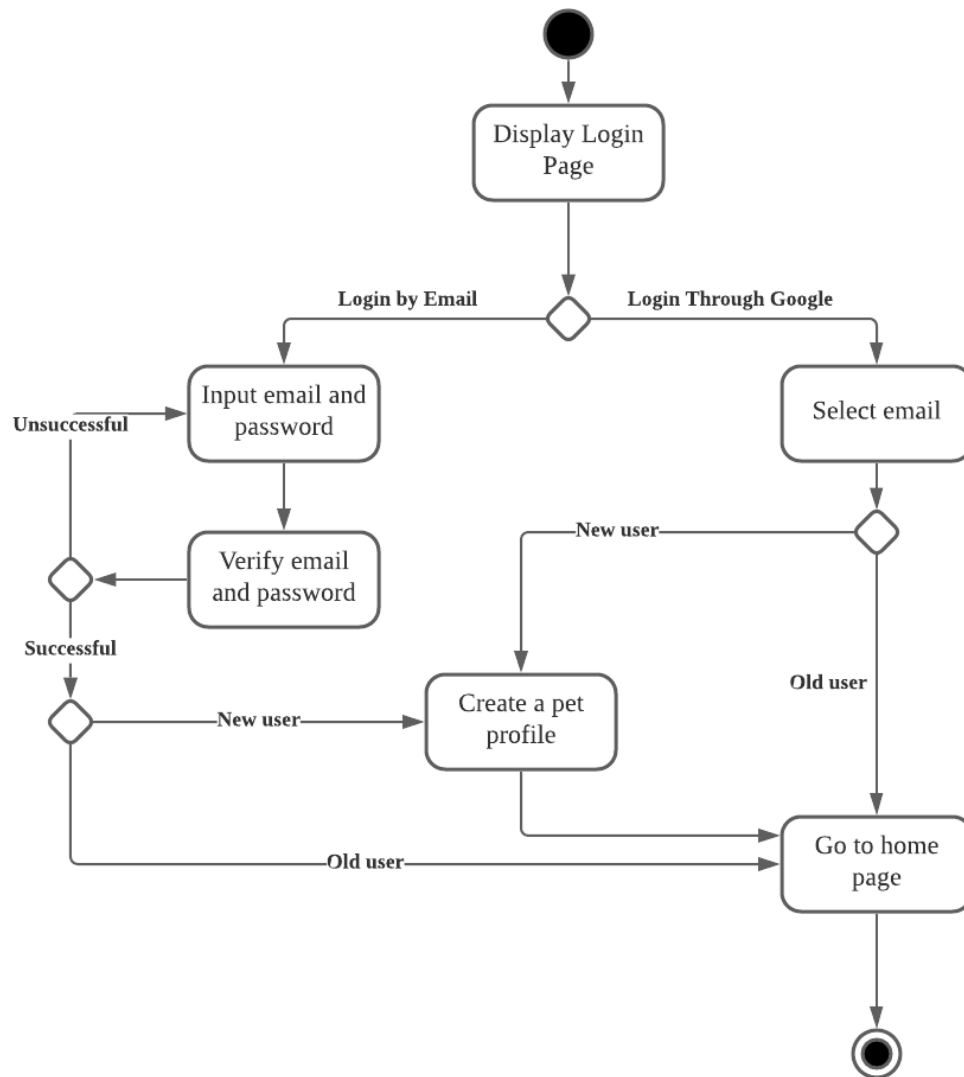 Display Login
Page
Login by Email
Login Through Google
Input email and
password
Select email
Unsuccessful
New user
Verify email
and password
Successful
Old user
Create a pet
profile
New user
Go to home
page
Old user